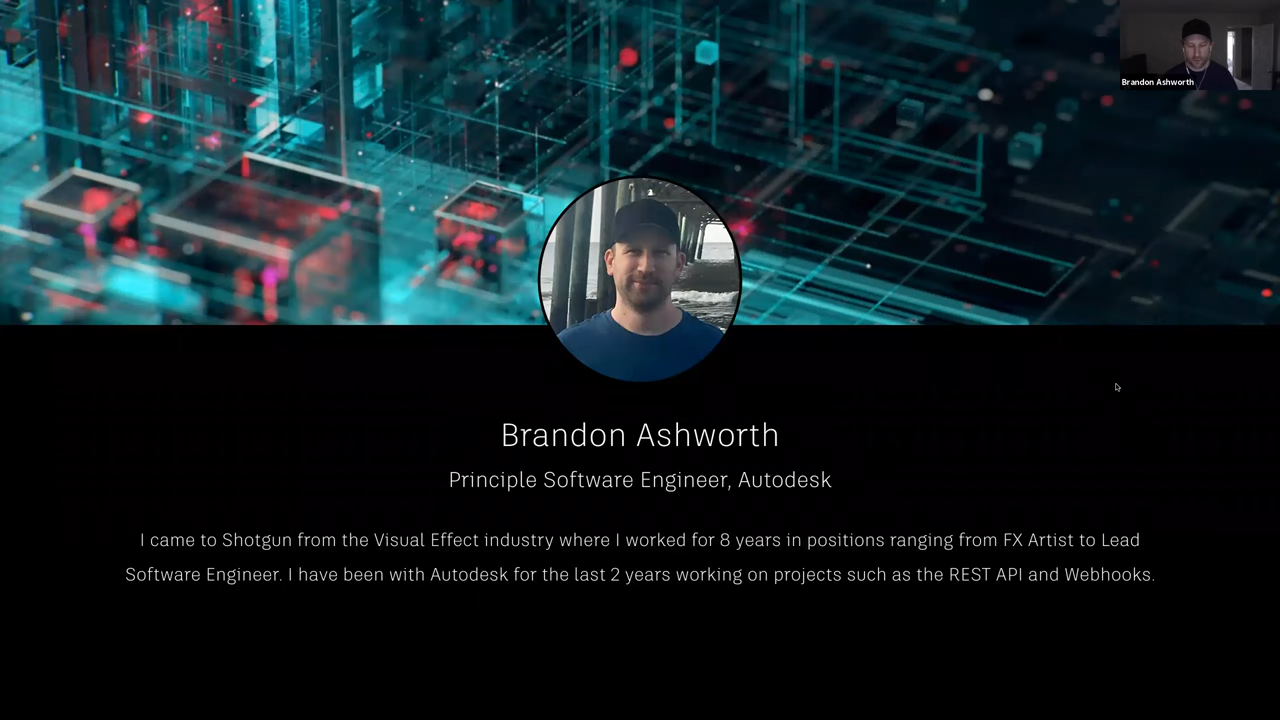 Brandon Ashworth
Brandon Ashworth
Principle Software Engineer, Autodesk
I came to Shotgun from the Visual Effect industry where I worked for 8 years in positions ranging from FX Artist to Lead
Software Engineer. I have been with Autodesk for the last 2 years working on projects such as the REST API and Webhooks.